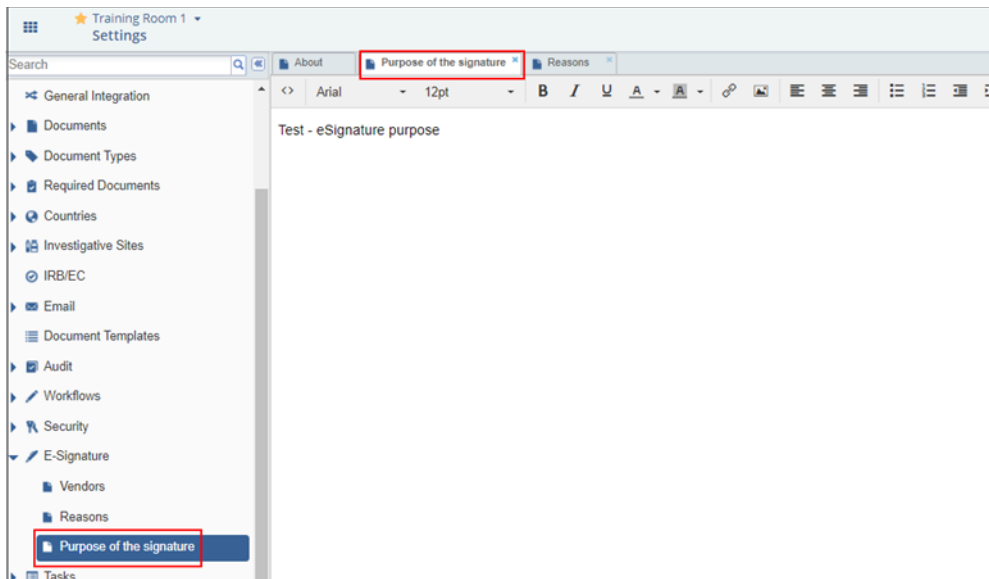 Training Room 1
Settings
Search
About
Purpose of the signature
Reasons
Arial
12pt
B I U A A
Test - eSignature purpose
General Integration
Documents
Document Types
Required Documents
Countries
Investigative Sites
IRB/EC
Email
Document Templates
Audit
Workflows
Security
E-Signature
Vendors
Reasons
Purpose of the signature
Tasks